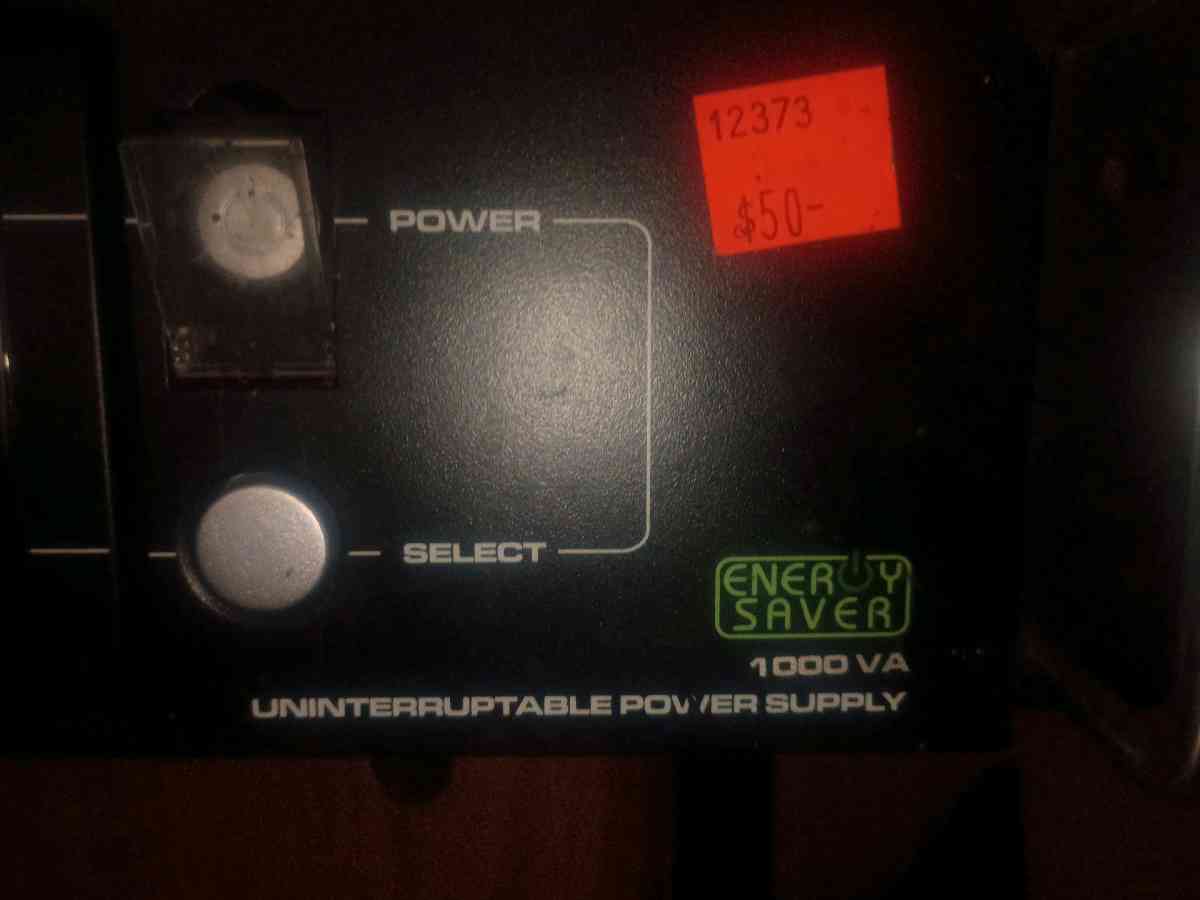 12373
$50-
POWER
SELECT
ENERGY
SAVER
1000 VA
UNINTERRUPTABLE POWER SUPPLY